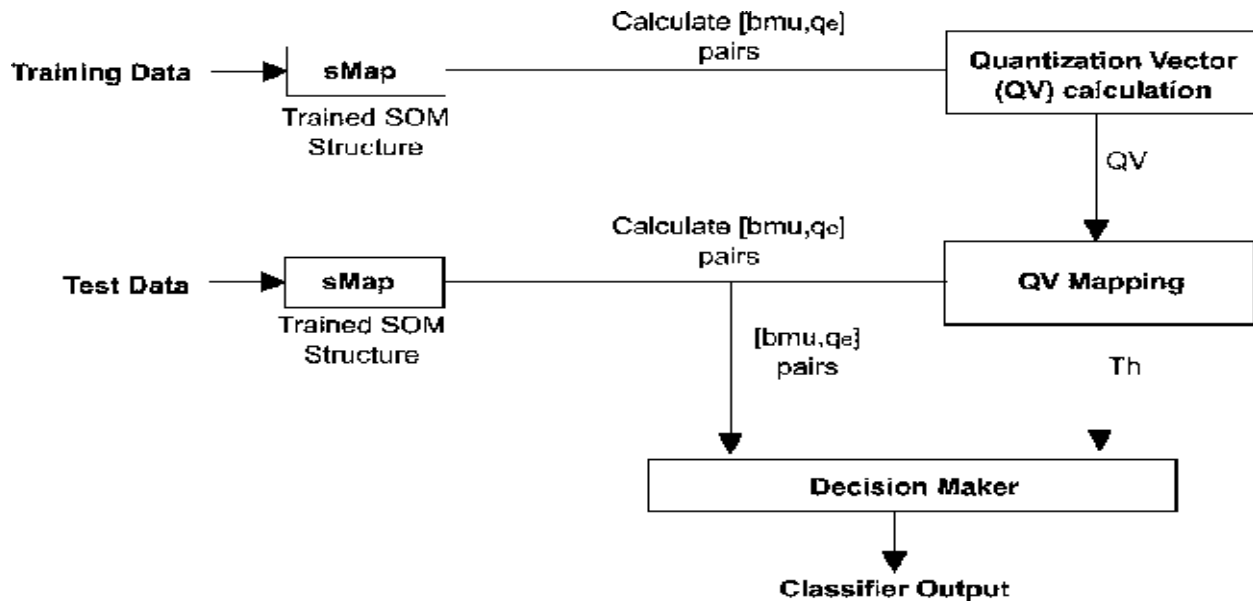 Calculate [bmu,qe]
pairs
Training Data
sMap
Quantization Vector
(QV) calculation
Trained SOM
Structure
QV
Calculate [bmu,qe]
pairs
Test Data
sMap
QV Mapping
Trained SOM
Structure
[bmu,qe]
pairs
Th
Decision Maker
Classifier Output